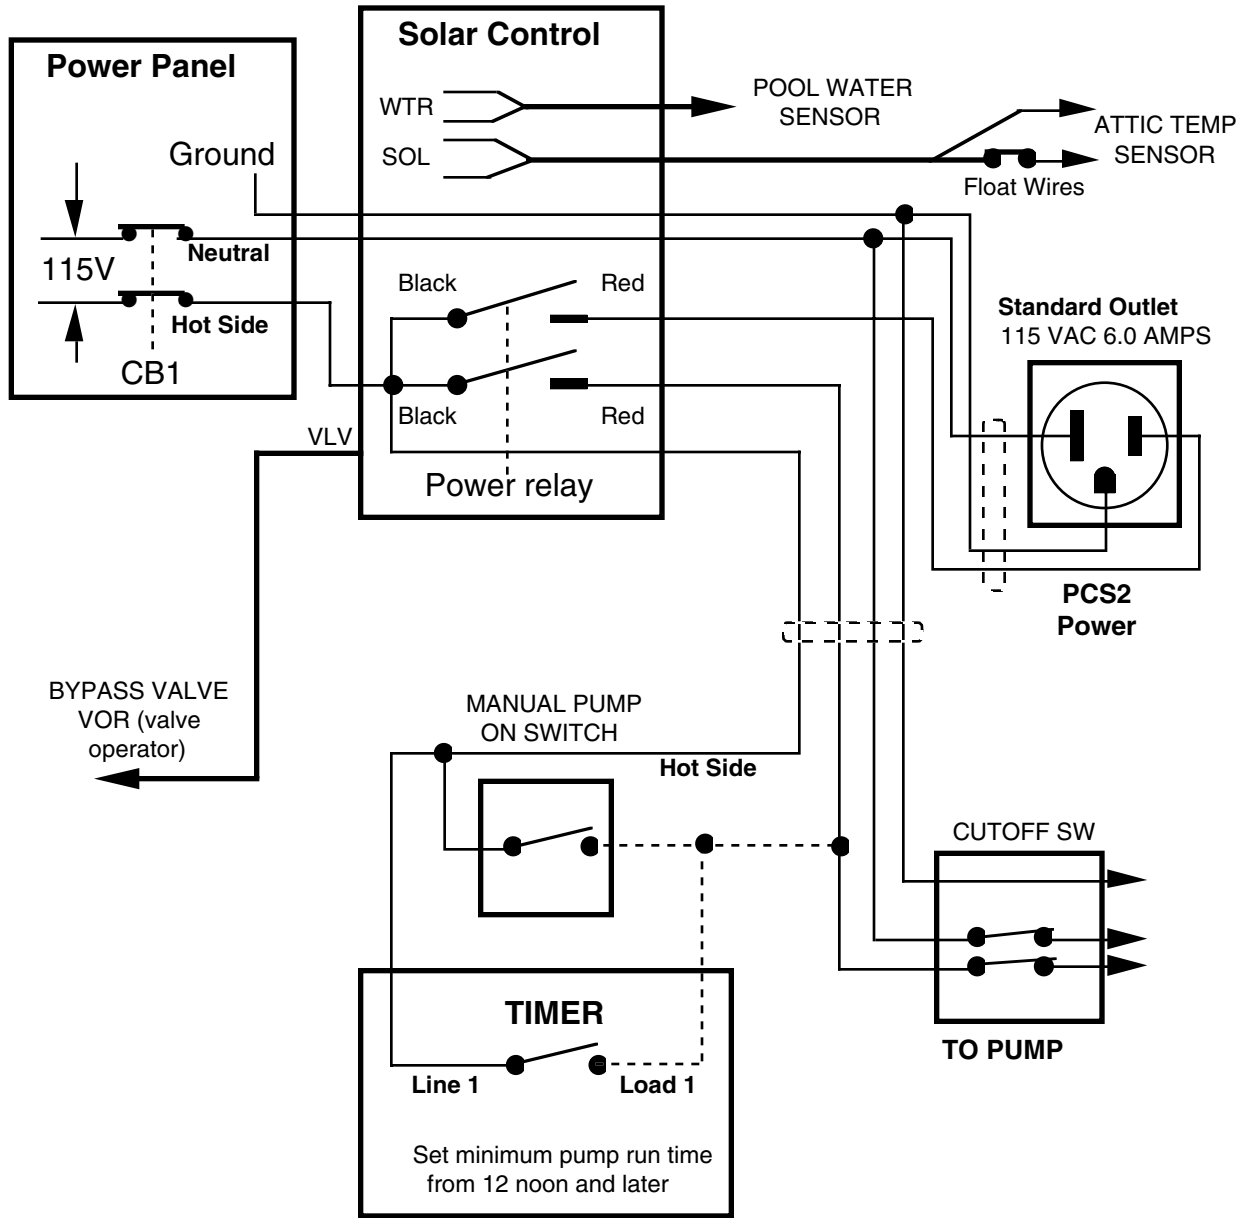 Solar Control
Power Panel
WTR
POOL WATER
SENSOR
SOL
ATTIC TEMP
SENSOR
Float Wires
Ground
Neutral
115V
Hot Side
CB1
Black
Red
Black
Red
Power relay
VLV
Standard Outlet
115 VAC 6.0 AMPS
PCS2
Power
BYPASS VALVE
VOR (valve
operator)
MANUAL PUMP
ON SWITCH
Hot Side
CUTOFF SW
TO PUMP
TIMER
Line 1
Load 1
Set minimum pump run time
from 12 noon and later